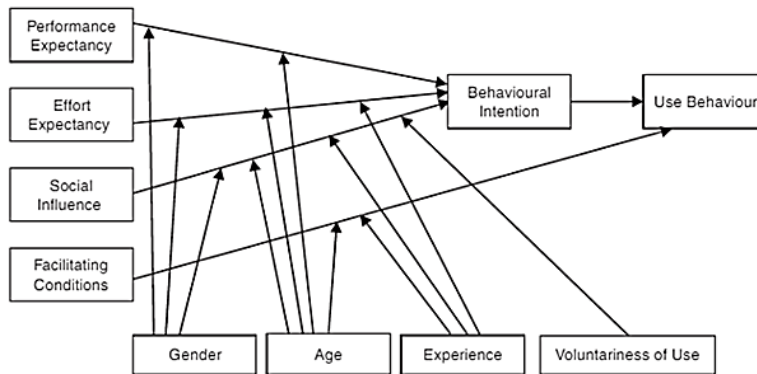 Performance
Expectancy
Effort
Expectancy
Behavioural
Intention
Use Behaviour
Social
Influence
Facilitating
Conditions
Gender
Age
Experience
Voluntariness of Use